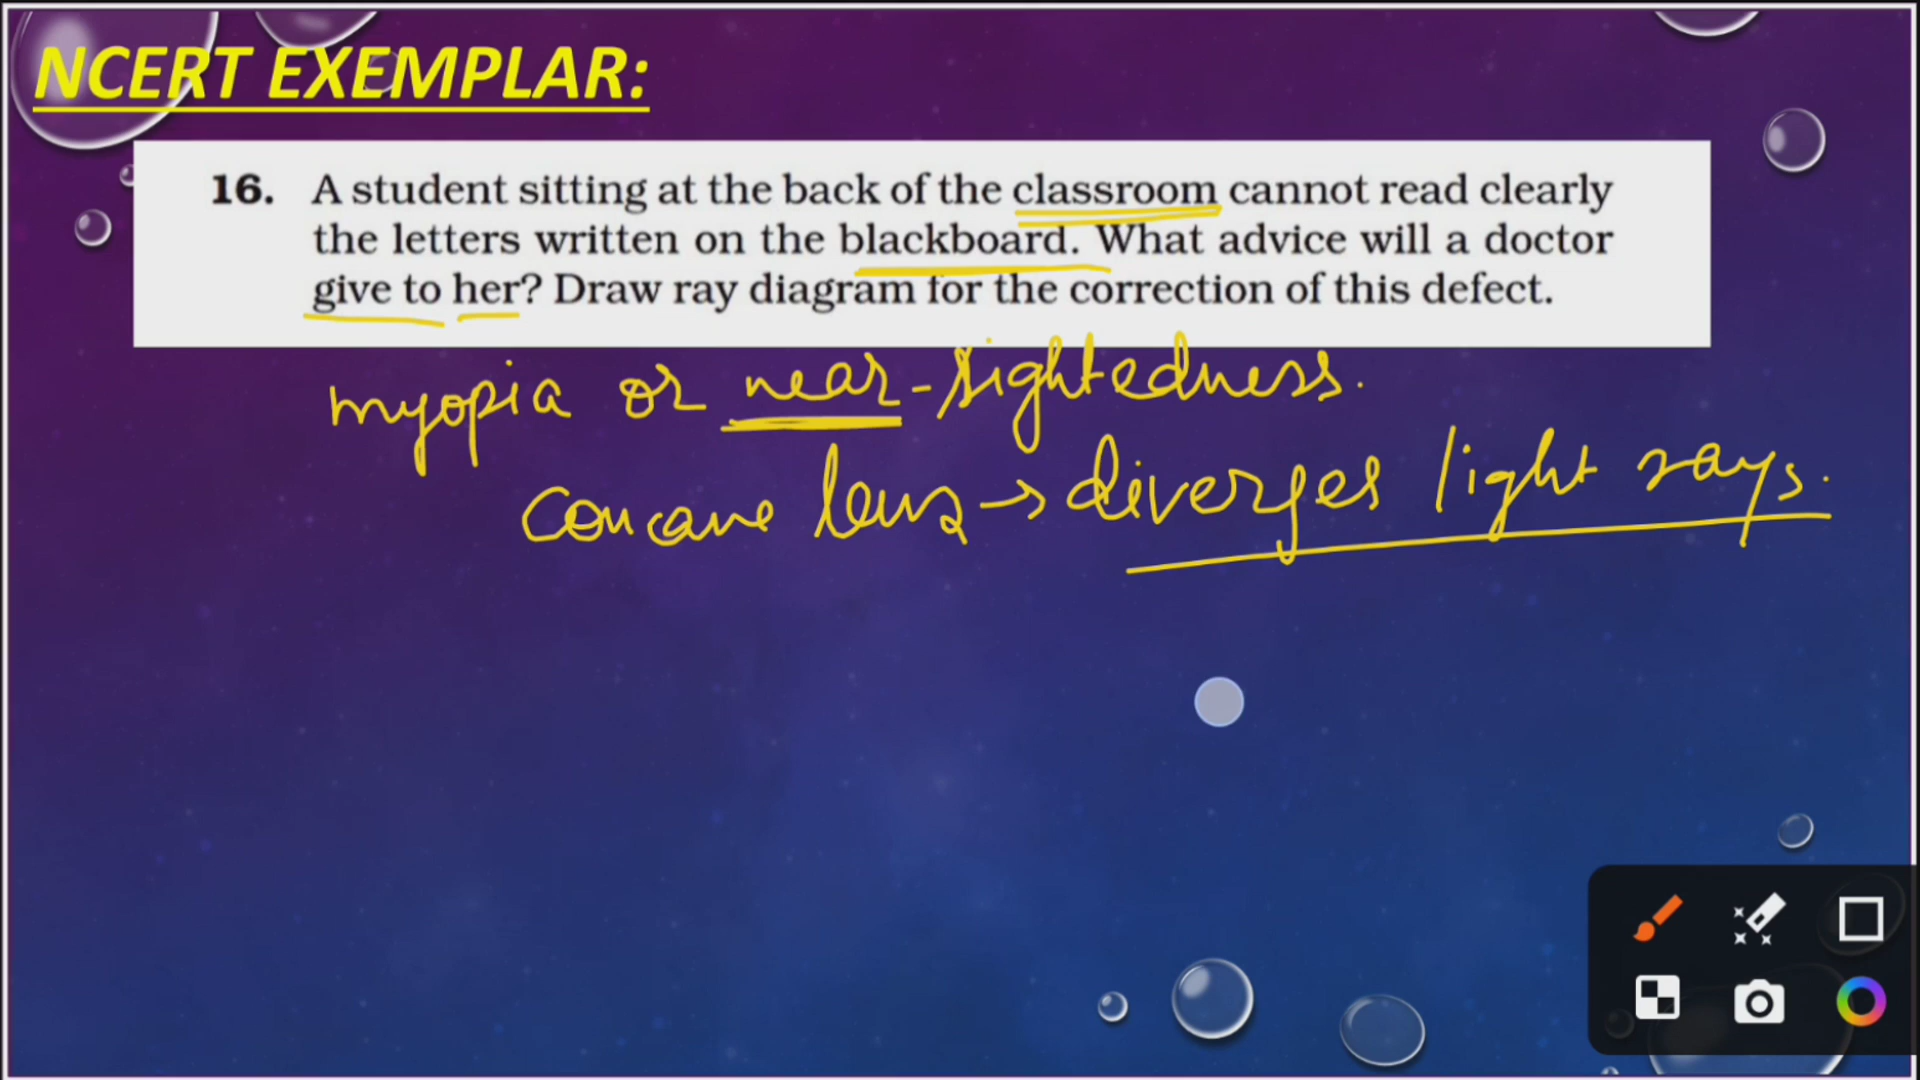 NCERT EXEMPLAR:
16. A student sitting at the back of the classroom cannot read clearly
the letters written on the blackboard. What advice will a doctor
give to her? Draw ray diagram for the correction of this defect.
myopia or near-sightedness.
Concave lens → diverges light rays.